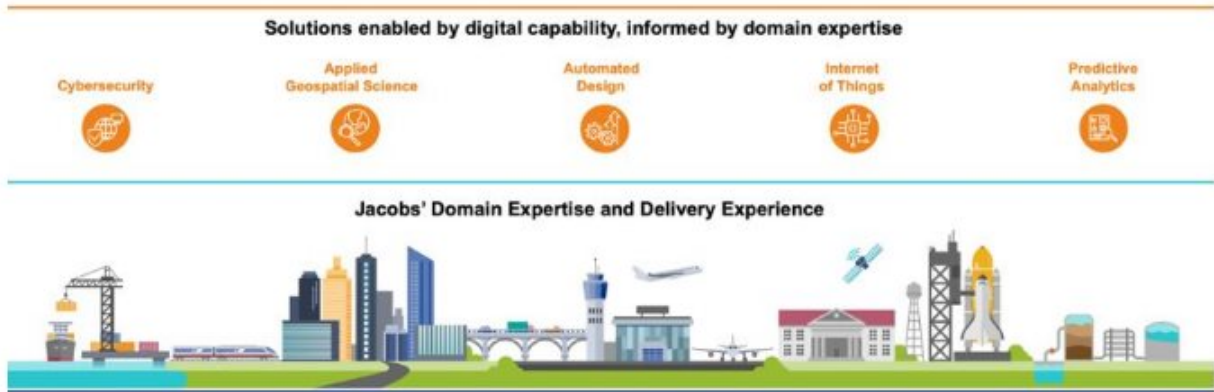 Solutions enabled by digital capability, informed by domain expertise
Cybersecurity
Applied
Geospatial Science
Automated
Design
Internet
of Things
Predictive
Analytics
Jacobs' Domain Expertise and Delivery Experience